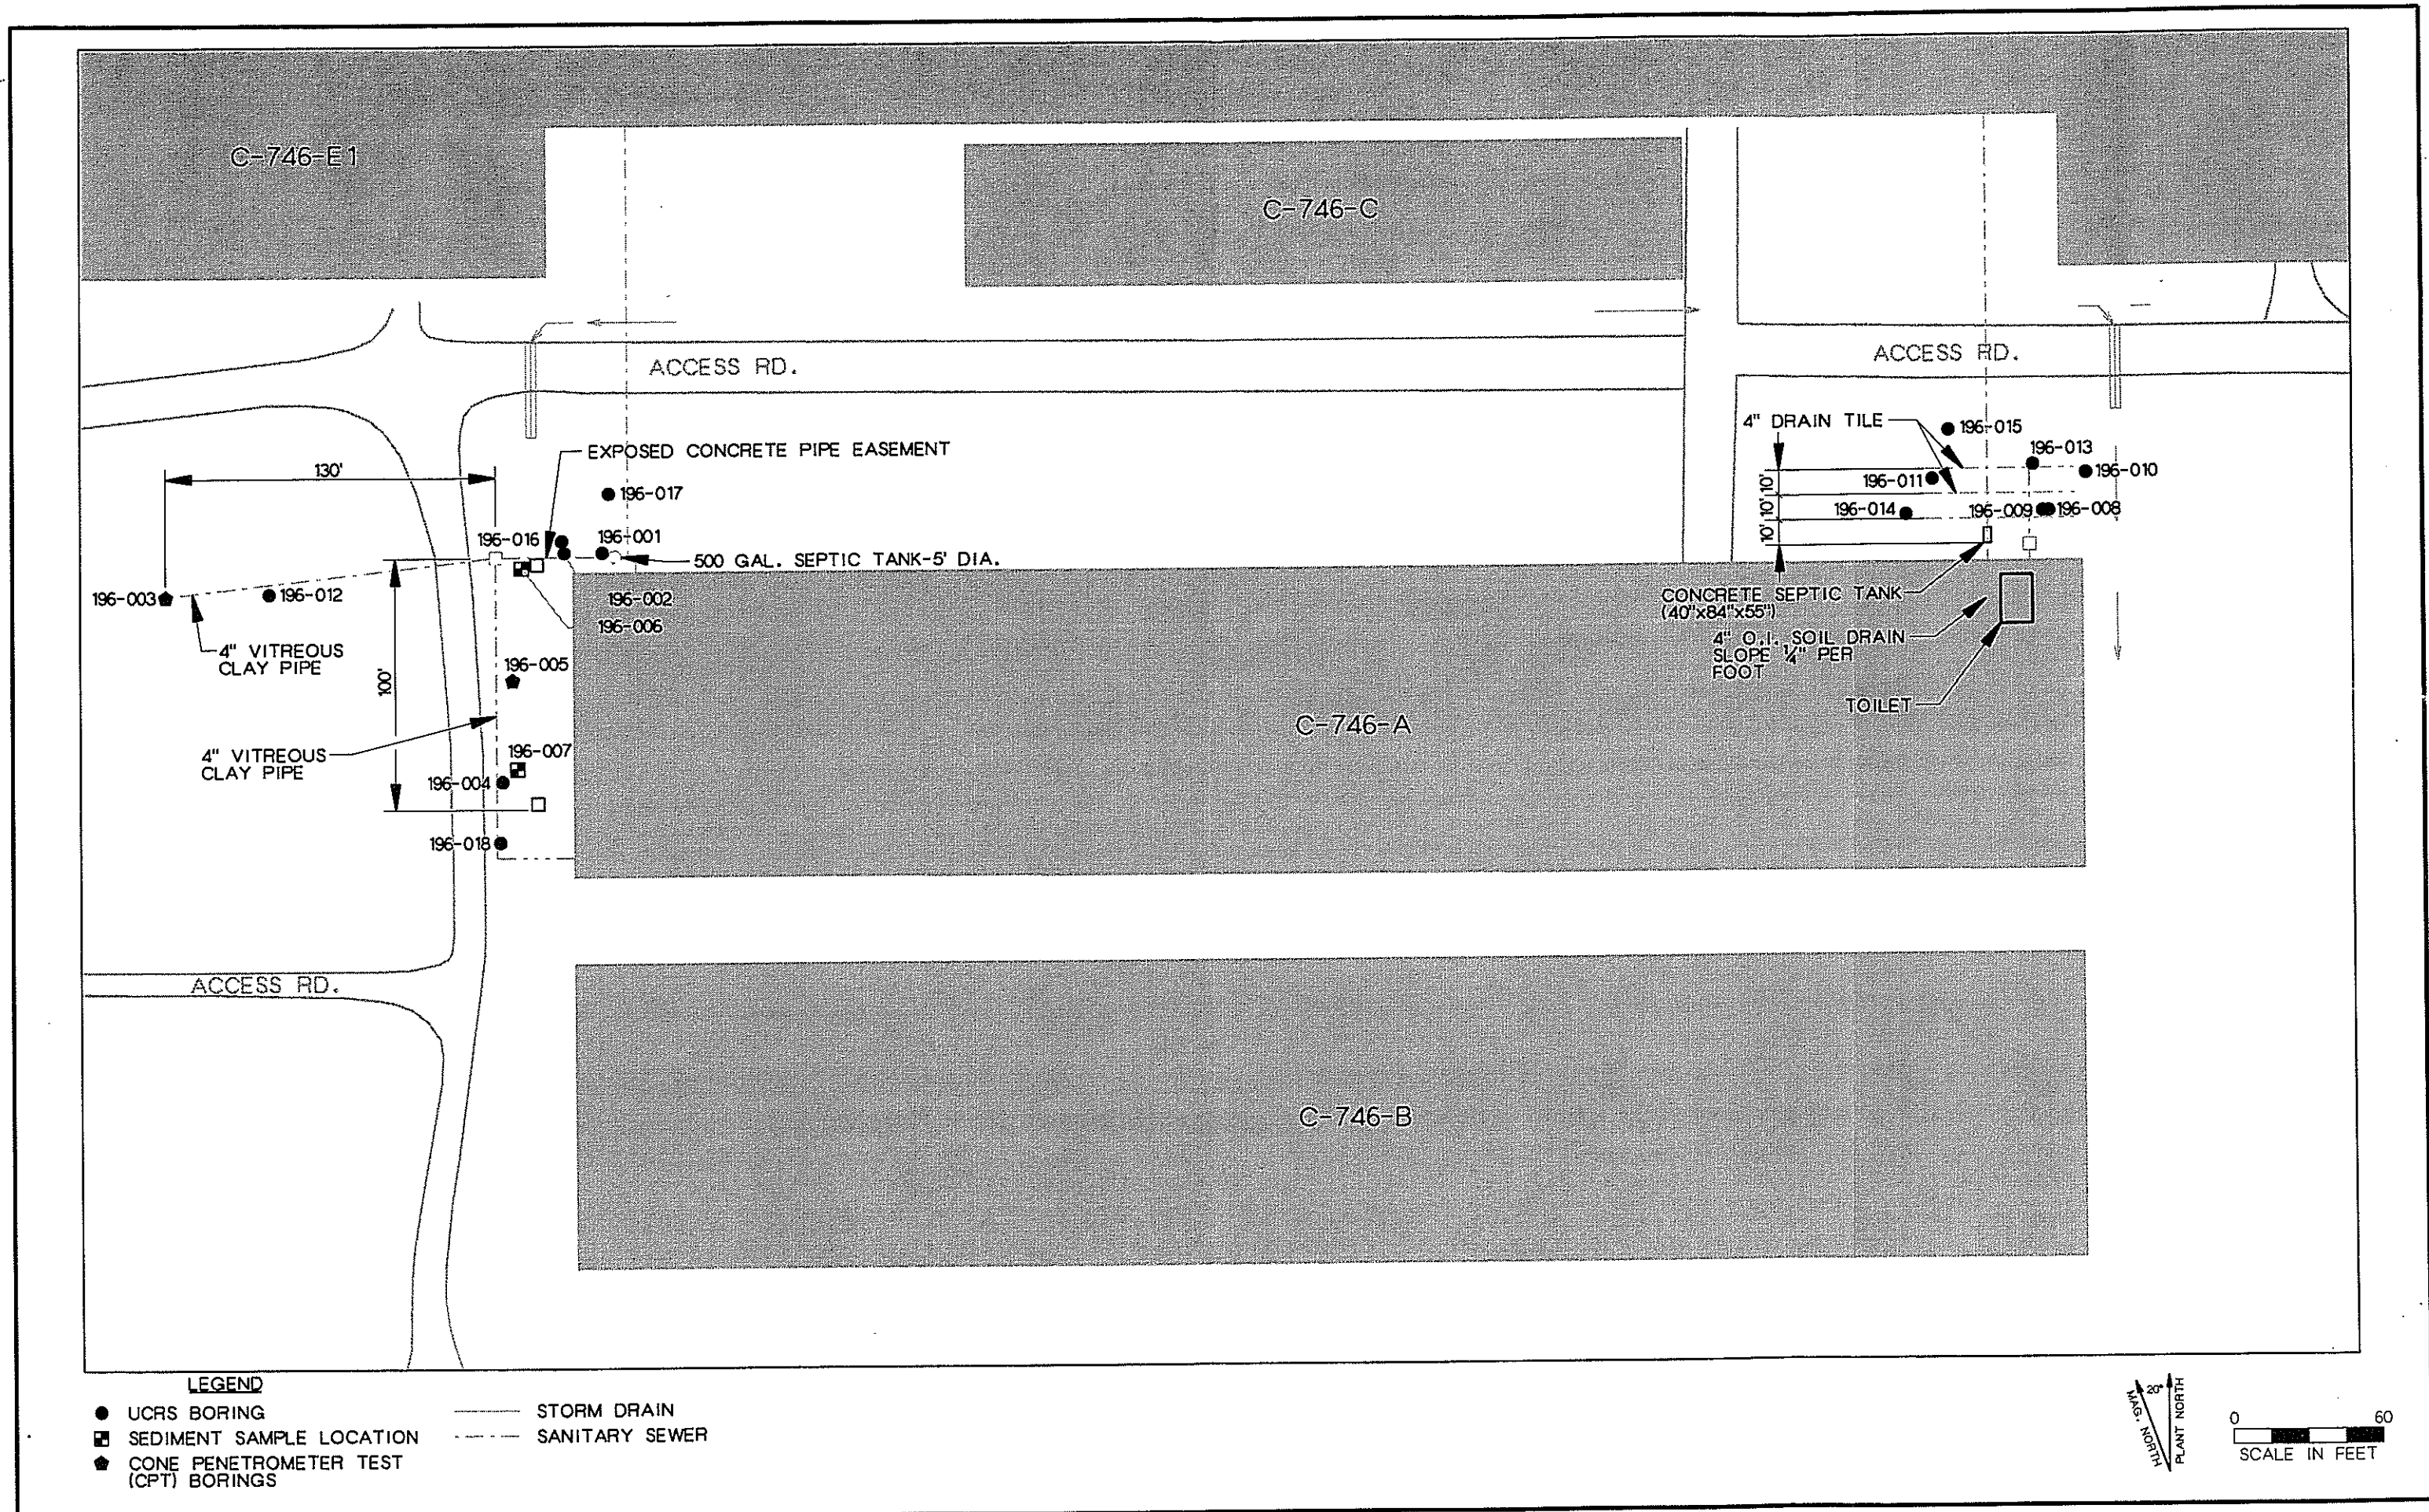 C-746-E1
C-746-C
ACCESS RD.
ACCESS RD.
4" DRAIN TILE
196-015
196-013
196-010
196-011
196-014
196-009
196-008
10'
10'
10'
EXPOSED CONCRETE PIPE EASEMENT
130'
196-017
196-016
196-001
500 GAL. SEPTIC TANK-5' DIA.
196-003
196-012
196-002
196-006
4" VITREOUS
CLAY PIPE
196-005
100'
CONCRETE SEPTIC TANK
(40"x84"x55")
4" O.I. SOIL DRAIN
SLOPE ¼" PER
FOOT
TOILET
C-746-A
4" VITREOUS
CLAY PIPE
196-007
196-004
196-018
ACCESS RD.
C-746-B
LEGEND
UCRS BORING
SEDIMENT SAMPLE LOCATION
CONE PENETROMETER TEST
(CPT) BORINGS
STORM DRAIN
SANITARY SEWER
20°
MAG. NORTH
PLANT NORTH
0 60
SCALE IN FEET